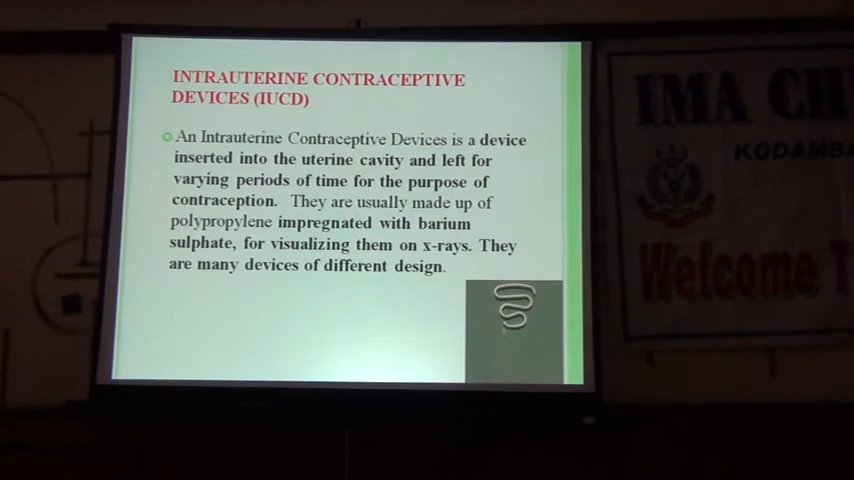 INTRAUTERINE CONTRACEPTIVE
DEVICES (IUCD)
An Intrauterine Contraceptive Devices is a device
inserted into the uterine cavity and left for
varying periods of time for the purpose of
contraception. They are usually made up of
polypropylene impregnated with barium
sulphate, for visualizing them on x-rays. They
are many devices of different design.
IMA CH
KODAMBA
Welcome T